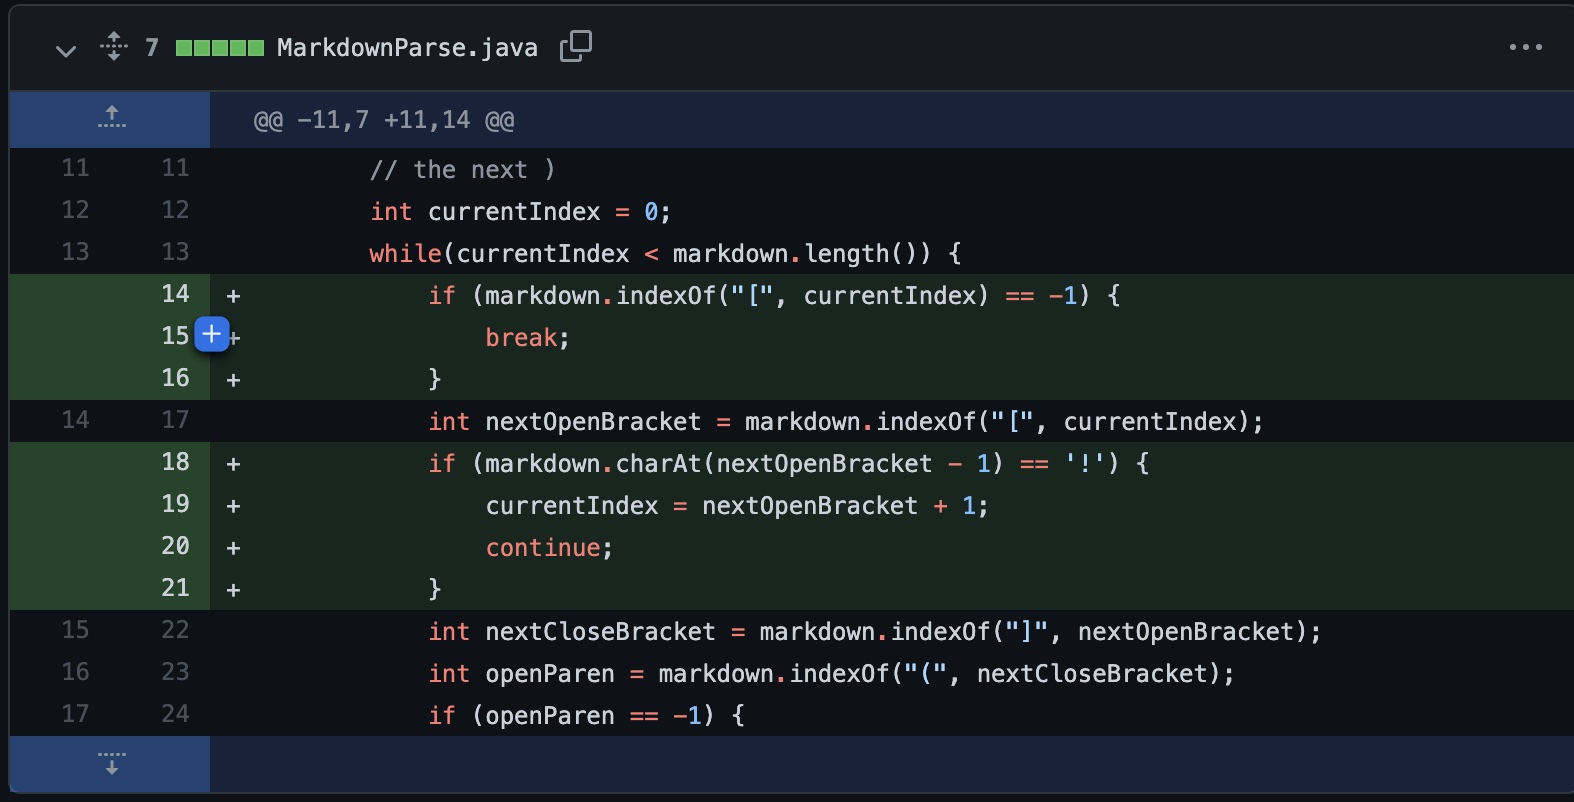 7 MarkdownParse.java
@@ -11,7 +11,14 @@
11 11 // the next )
12 12 int currentIndex = 0;
13 13 while(currentIndex < markdown.length()) {
14 + if (markdown.indexOf("[", currentIndex) == -1) {
15 + break;
16 + }
14 17 int nextOpenBracket = markdown.indexOf("[", currentIndex);
18 + if (markdown.charAt(nextOpenBracket - 1) == '!') {
19 + currentIndex = nextOpenBracket + 1;
20 + continue;
21 + }
15 22 int nextCloseBracket = markdown.indexOf("]", nextOpenBracket);
16 23 int openParen = markdown.indexOf("(", nextCloseBracket);
17 24 if (openParen == -1) {